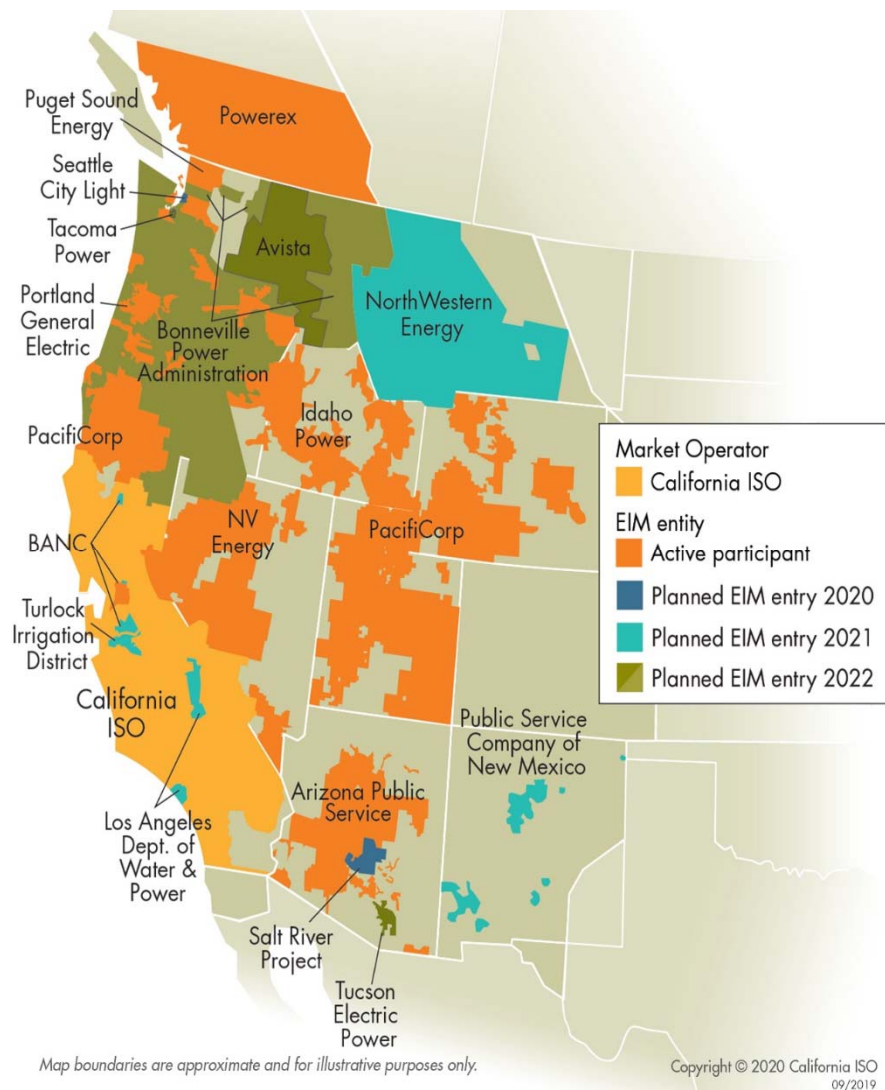 Powerex
Puget Sound
Energy
Seattle
City Light
Tacoma
Power
Avista
NorthWestern
Energy
Portland
General
Electric
Bonneville
Power
Administration
Idaho
Power
PacifiCorp
NV
Energy
PacifiCorp
BANC
Turlock
Irrigation
District
California
ISO
Los Angeles
Dept. of
Water &
Power
Arizona Public
Service
Public Service
Company of
New Mexico
Salt River
Project
Tucson
Electric
Power
Market Operator
California ISO
EIM entity
Active participant
Planned EIM entry 2020
Planned EIM entry 2021
Planned EIM entry 2022
Map boundaries are approximate and for illustrative purposes only.
Copyright © 2020 California ISO
09/2019